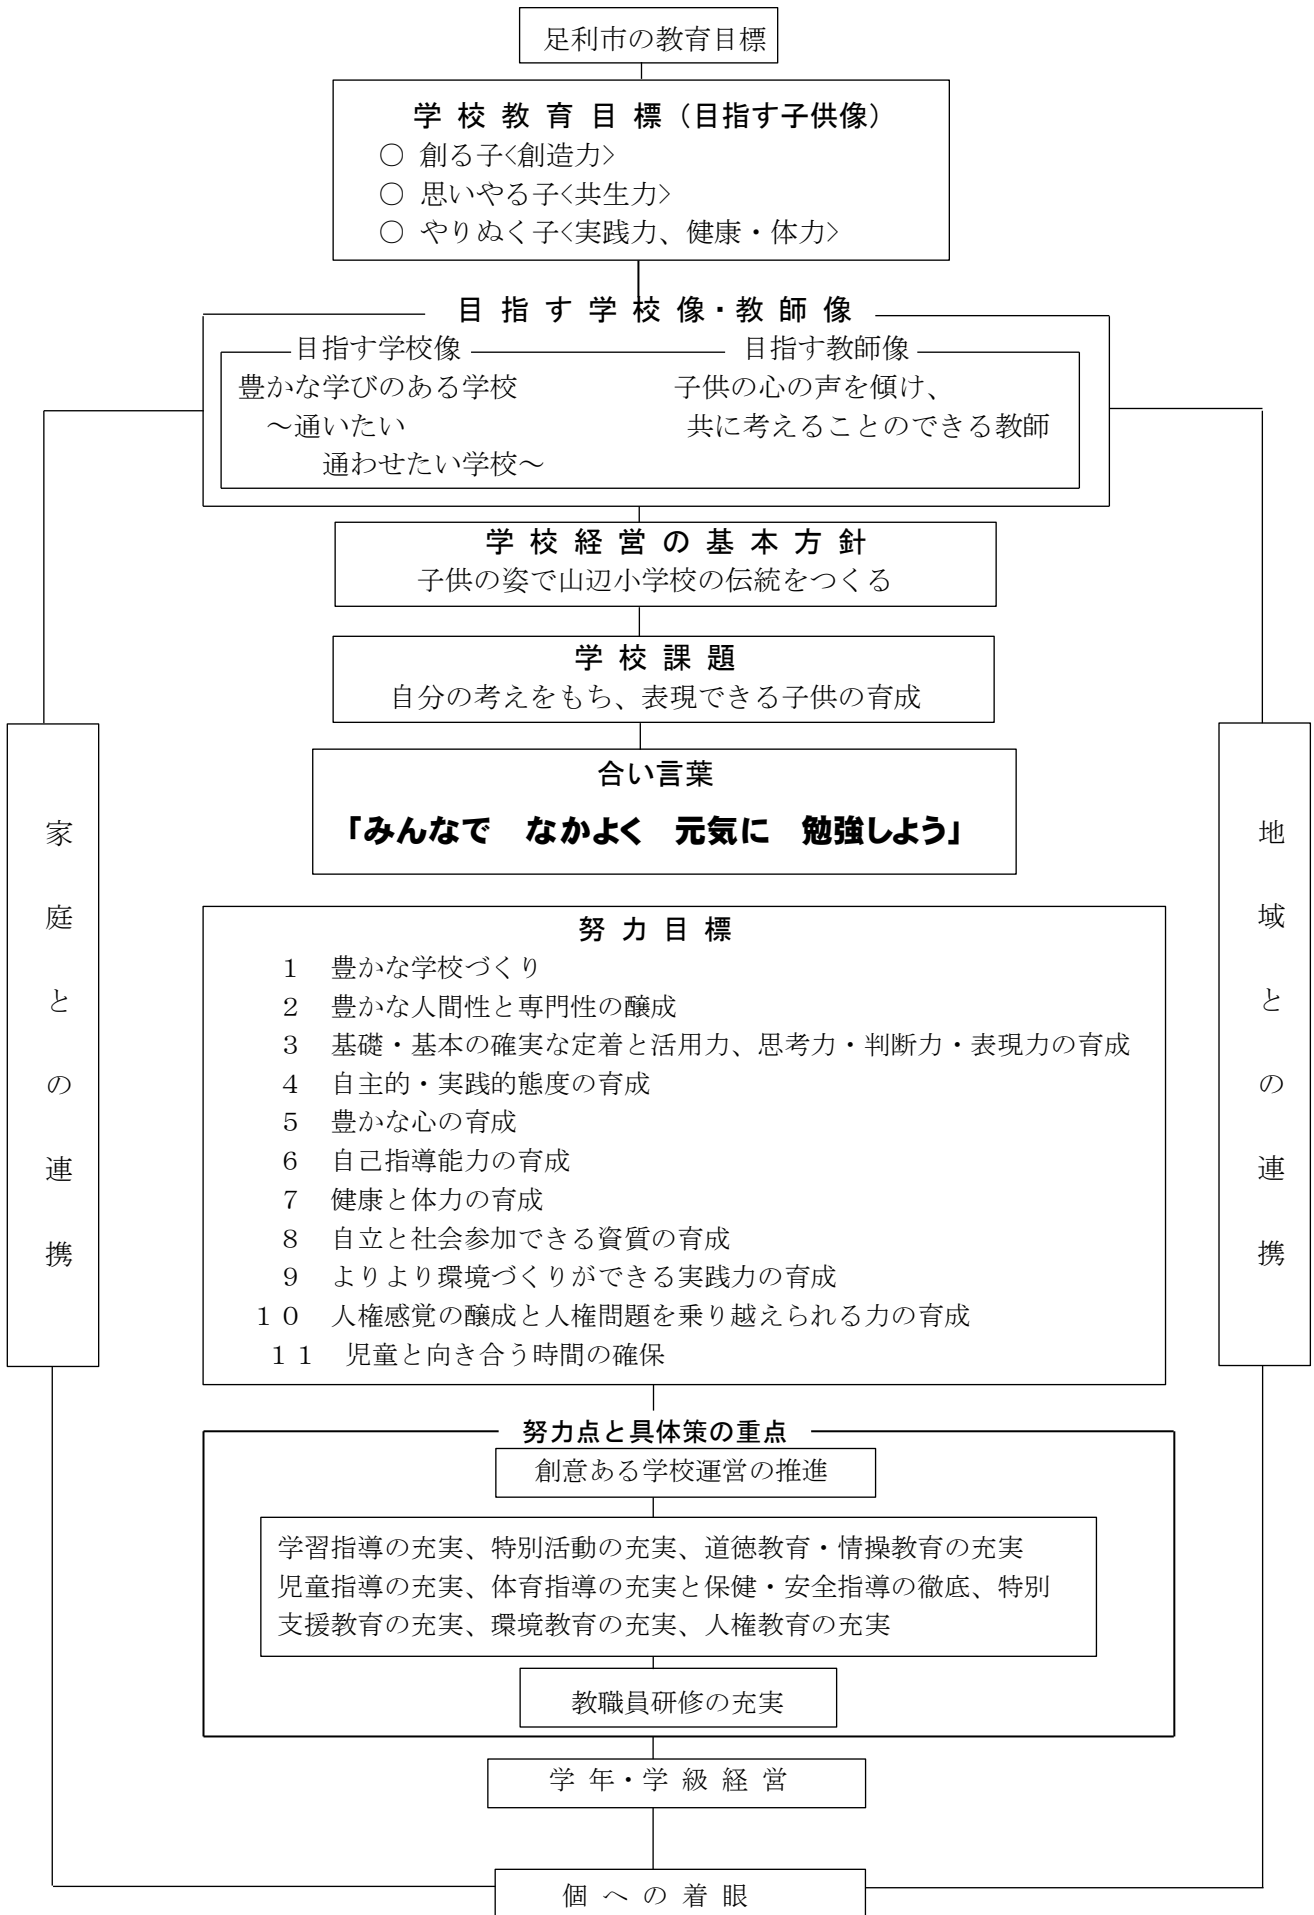 足利市の教育目標
学校教育目標（目指す子供像）
○ 創る子<創造力>
○ 思いやる子<共生力>
○ やりぬく子<実践力、健康・体力>
目指す学校像・教師像
目指す学校像
豊かな学びのある学校
～通いたい
通わせたい学校～
目指す教師像
子供の心の声を傾け、
共に考えることのできる教師
学校経営の基本方針
子供の姿で山辺小学校の伝統をつくる
学校課題
自分の考えをもち、表現できる子供の育成
合い言葉
「みんなで　なかよく　元気に　勉強しよう」
家庭との連携
地域との連携
努力目標
１　豊かな学校づくり
２　豊かな人間性と専門性の醸成
３　基礎・基本の確実な定着と活用力、思考力・判断力・表現力の育成
４　自主的・実践的態度の育成
５　豊かな心の育成
６　自己指導能力の育成
７　健康と体力の育成
８　自立と社会参加できる資質の育成
９　よりより環境づくりができる実践力の育成
１０　人権感覚の醸成と人権問題を乗り越えられる力の育成
１１　児童と向き合う時間の確保
努力点と具体策の重点
創意ある学校運営の推進
学習指導の充実、特別活動の充実、道徳教育・情操教育の充実
児童指導の充実、体育指導の充実と保健・安全指導の徹底、特別
支援教育の充実、環境教育の充実、人権教育の充実
教職員研修の充実
学年・学級経営
個への着眼